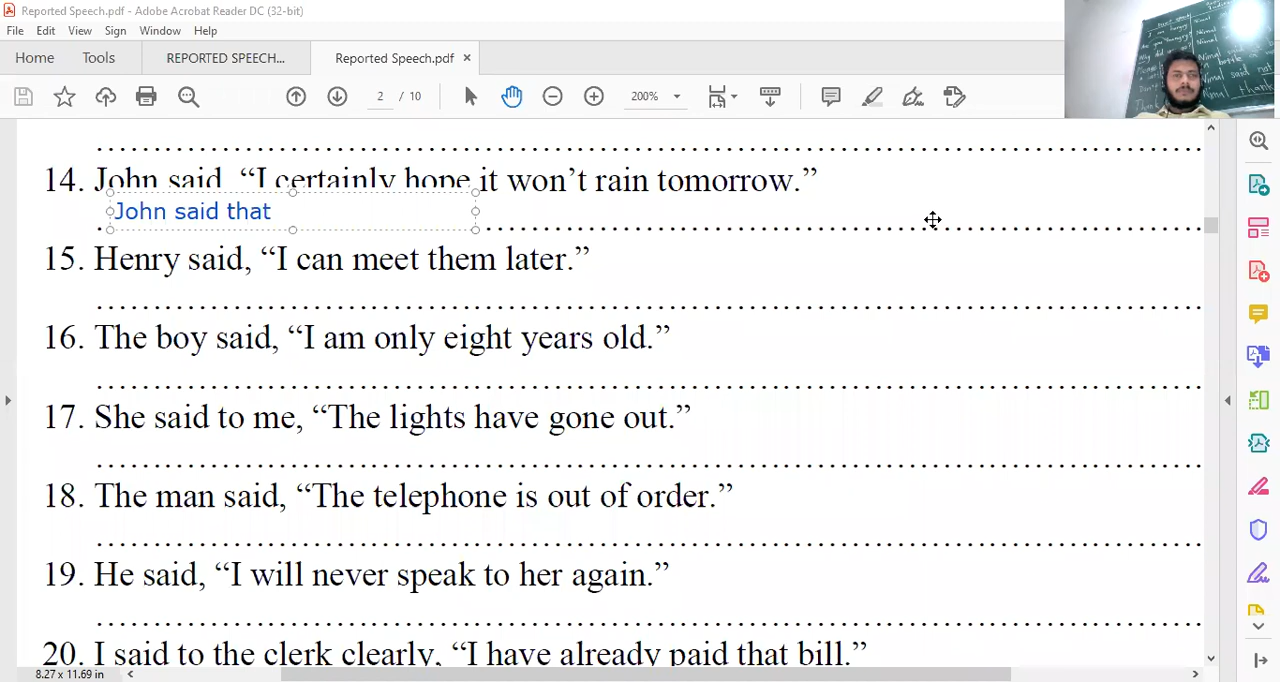 Reported Speech.pdf - Adobe Acrobat Reader DC (32-bit)
File Edit View Sign Window Help
Home Tools REPORTED SPEECH... Reported Speech.pdf ×
2 / 10 200%
14. John said, “I certainly hope it won’t rain tomorrow.”
John said that
15. Henry said, “I can meet them later.”
16. The boy said, “I am only eight years old.”
17. She said to me, “The lights have gone out.”
18. The man said, “The telephone is out of order.”
19. He said, “I will never speak to her again.”
20. I said to the clerk clearly, “I have already paid that bill.”
8.27 x 11.69 in